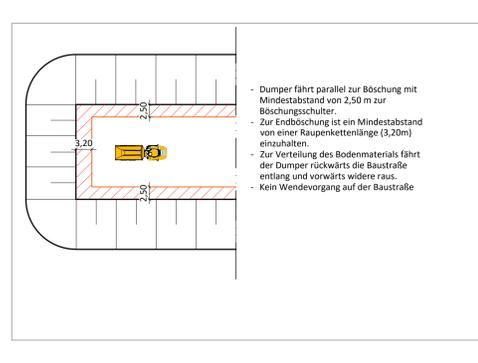 2,50
3,20
2,50
- Dumper fährt parallel zur Böschung mit
Mindestabstand von 2,50 m zur
Böschungsschulter.
- Zur Endböschung ist ein Mindestabstand
von einer Raupenkettenlänge (3,20m)
einzuhalten.
- Zur Verteilung des Bodenmaterials fährt
der Dumper rückwärts die Baustraße
entlang und vorwärts widere raus.
- Kein Wendevorgang auf der Baustraße